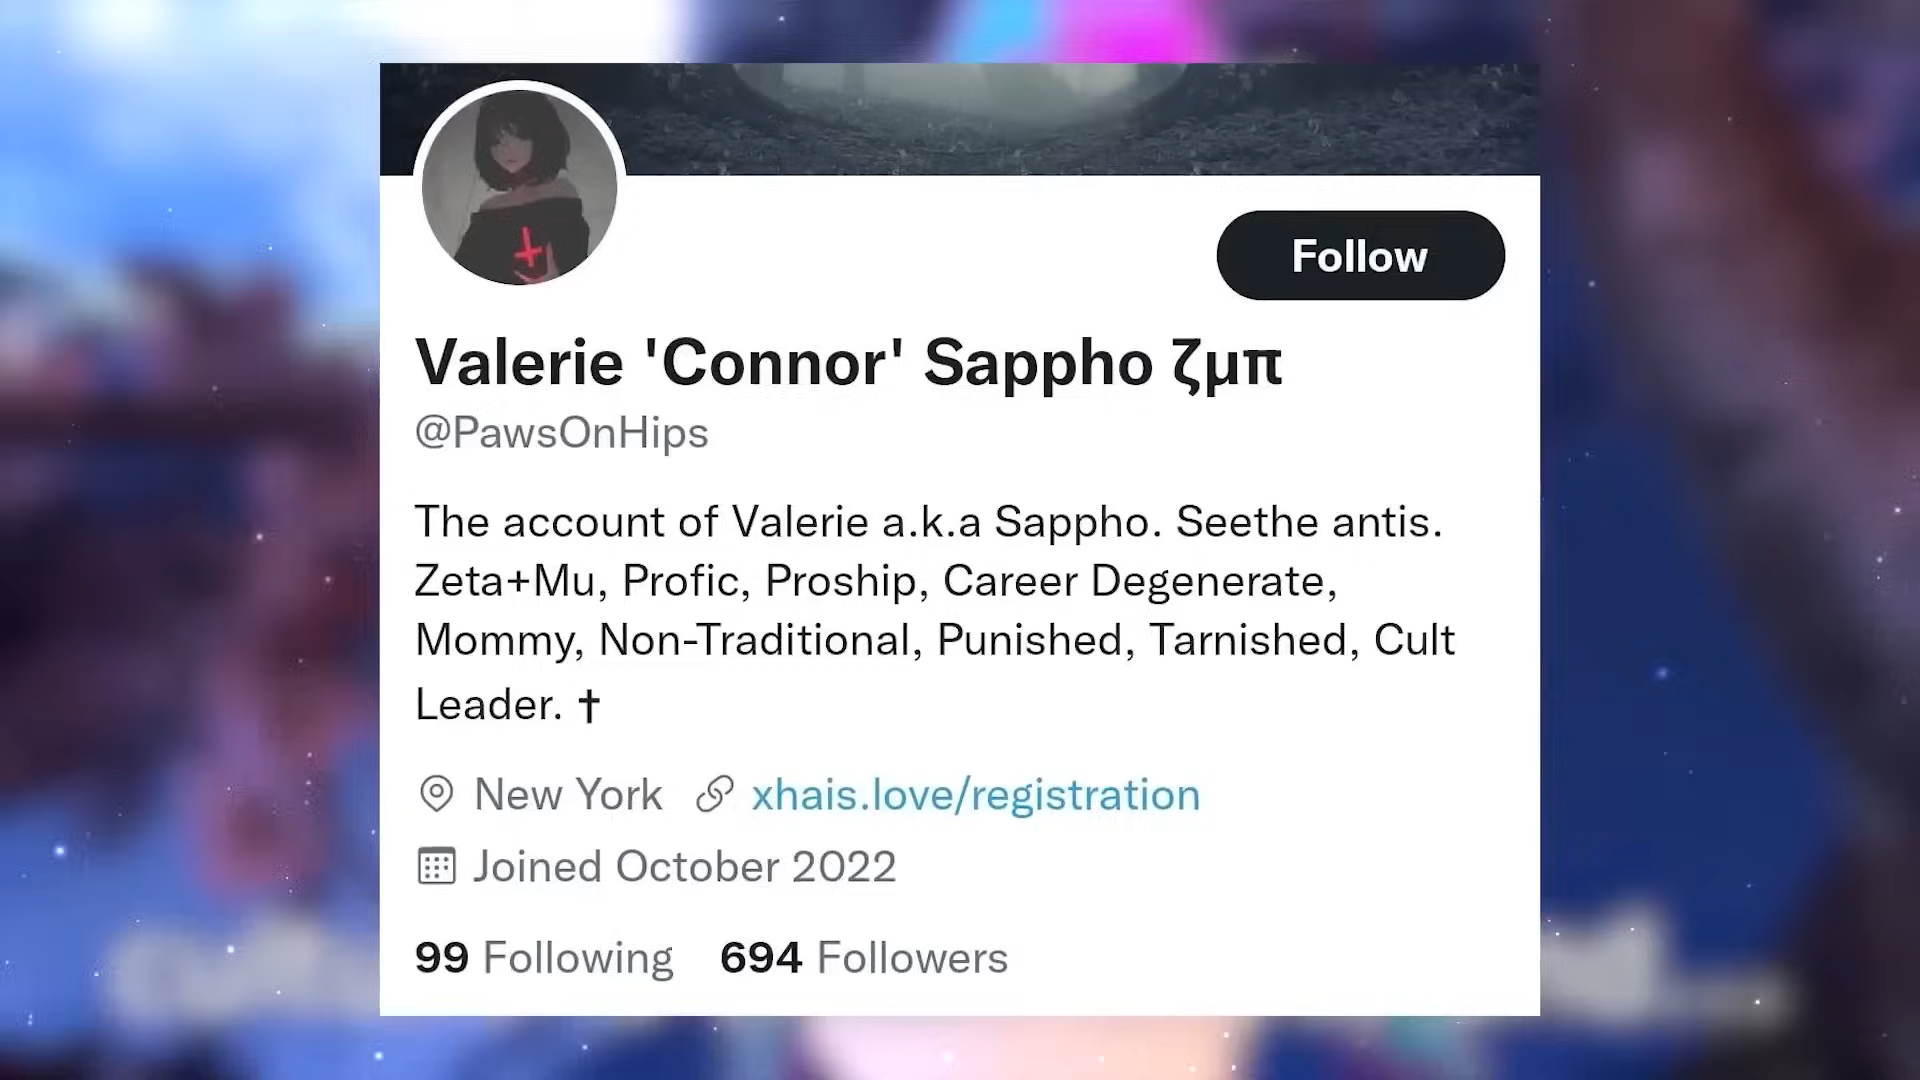 Follow
Valerie 'Connor' Sappho ζμπ
@PawsOnHips
The account of Valerie a.k.a Sappho. Seethe antis.
Zeta+Mu, Profic, Proship, Career Degenerate,
Mommy, Non-Traditional, Punished, Tarnished, Cult
Leader. †
New York xhais.love/registration
Joined October 2022
99 Following 694 Followers